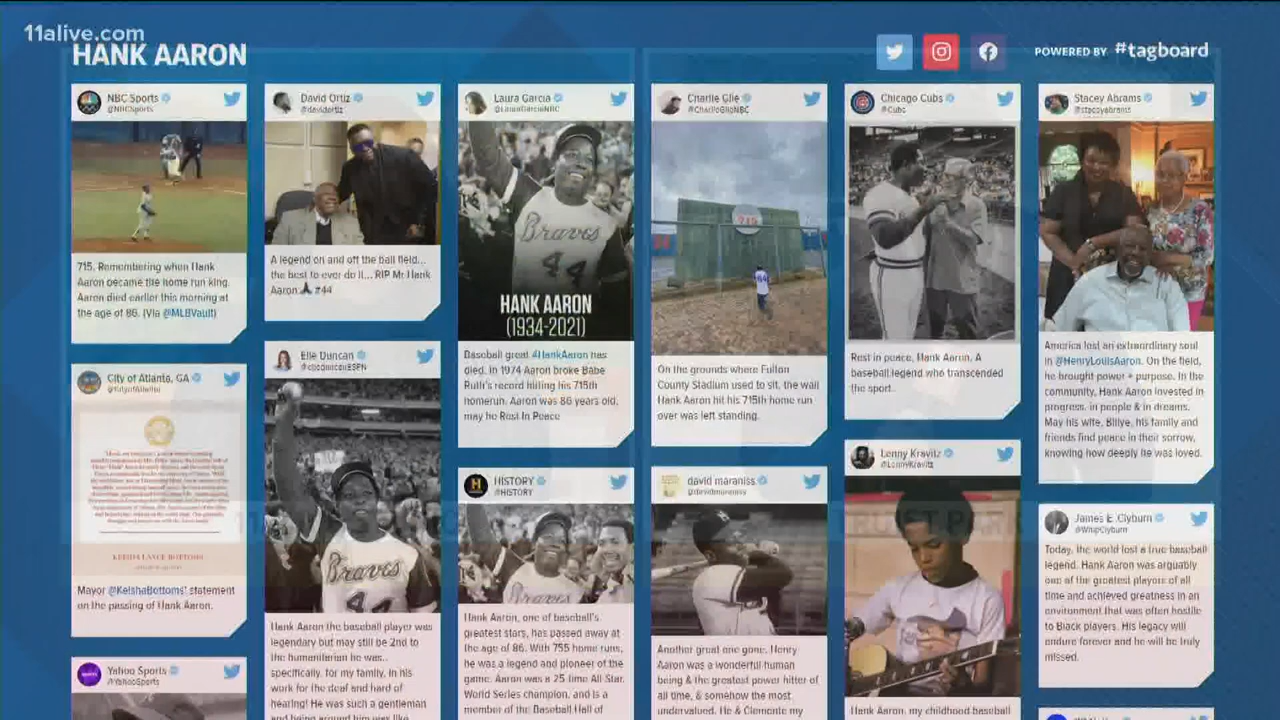 11alive.com
HANK AARON
POWERED BY #tagboard
NBC Sports
@NBCSports
715. Remembering when Hank
Aaron became the home run king.
Aaron died earlier this morning at
the age of 86. (Via @MLBVault)
City of Atlanta, GA
KEISHA LANCE BOTTOMS
Mayor @KeishaBottoms' statement
on the passing of Hank Aaron.
Yahoo Sports
@YahooSports
David Ortiz
@davidortiz
A legend on and off the ball field...
the best to ever do it... RIP Mr Hank
Aaron🙏 #44
Elle Duncan
@elleduncanESPN
Braves
44
Hank Aaron the baseball player was
legendary but may still be 2nd to
the humanitarian he was..
specifically, for my family. In his
work for the deaf and hard of
hearing! He was such a gentleman
and being around him was like
Laura Garcia
@LauraGarciaNBC
Braves
44
HANK AARON
(1934-2021)
Baseball great #HankAaron has
died. In 1974 Aaron broke Babe
Ruth's record hitting his 715th
homerun. Aaron was 86 years old,
may he Rest In Peace
HISTORY
@HISTORY
Braves
Hank Aaron, one of baseball's
greatest stars, has passed away at
the age of 86. With 755 home runs,
he was a legend and pioneer of the
game. Aaron was a 25 time All Star,
World Series champion, and is a
member of the Baseball Hall of
Charlie Glie
@CharlieGlieNBC
715
On the grounds where Fulton
County Stadium used to sit, the wall
Hank Aaron hit his 715th home run
over was left standing.
david maraniss
@davidmaraniss
Another great one gone. Henry
Aaron was a wonderful human
being & the greatest power hitter of
all time, & somehow the most
undervalued. He & Clemente my
Chicago Cubs
@Cubs
Rest in peace, Hank Aaron. A
baseball legend who transcended
the sport.
Lenny Kravitz
@LennyKravitz
Hank Aaron, my childhood baseball
Stacey Abrams
@staceyabrams
America lost an extraordinary soul
in @HenryLouisAaron. On the field,
he brought power + purpose. In the
community, Hank Aaron invested in
progress, in people & in dreams.
May his wife, Billye, his family and
friends find peace in their sorrow,
knowing how deeply he was loved.
James E. Clyburn
@WhipClyburn
Today, the world lost a true baseball
legend. Hank Aaron was arguably
one of the greatest players of all
time and achieved greatness in an
environment that was often hostile
to Black players. His legacy will
endure forever and he will be truly
missed.